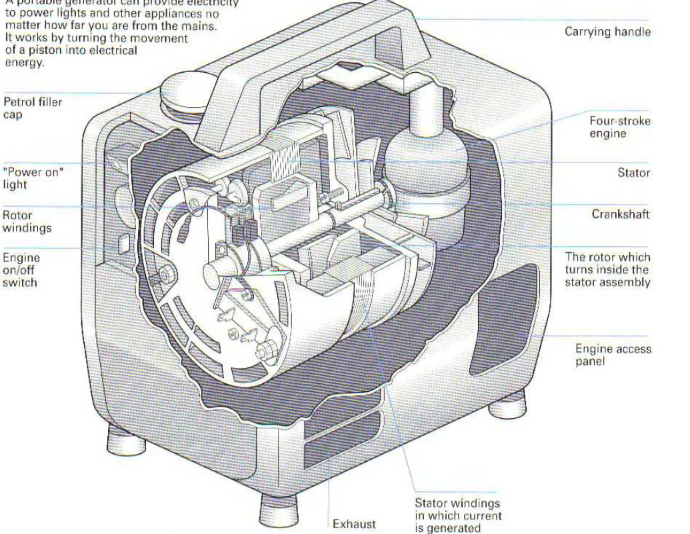 A portable generator can provide electricity
to power lights and other appliances no
matter how far you are from the mains.
It works by turning the movement
of a piston into electrical
energy.
Carrying handle
Petrol filler
cap
Four-stroke
engine
"Power on"
light
Stator
Rotor
windings
Crankshaft
Engine
on/off
switch
The rotor which
turns inside the
stator assembly
Engine access
panel
Stator windings
in which current
is generated
Exhaust